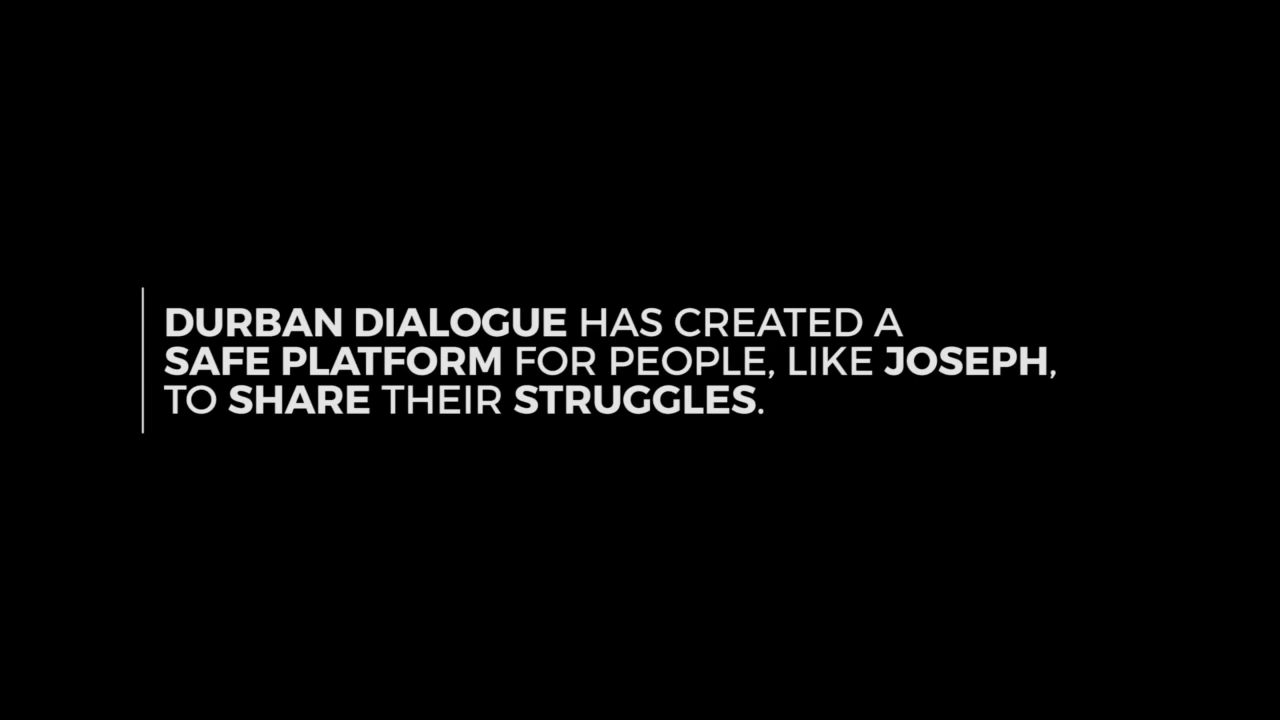 DURBAN DIALOGUE HAS CREATED A
SAFE PLATFORM FOR PEOPLE, LIKE JOSEPH,
TO SHARE THEIR STRUGGLES.